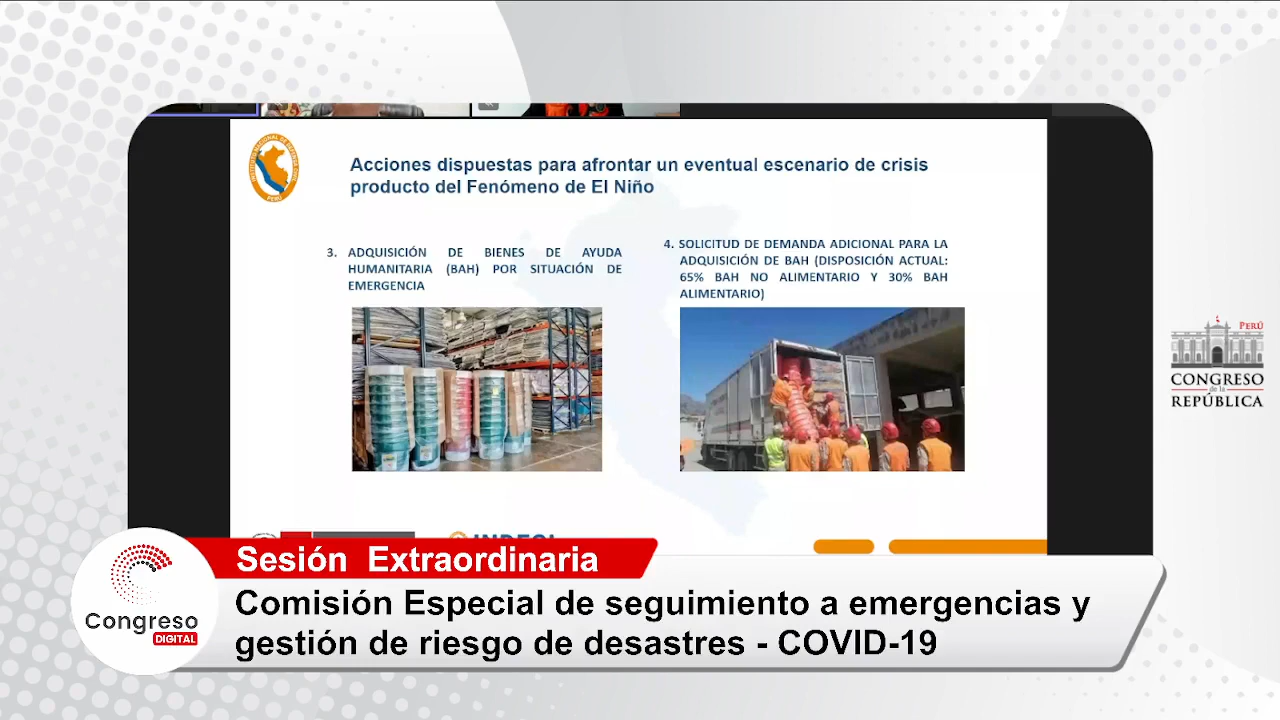 Acciones dispuestas para afrontar un eventual escenario de crisis
producto del Fenómeno de El Niño
3. ADQUISICIÓN DE BIENES DE AYUDA
HUMANITARIA (BAH) POR SITUACIÓN DE
EMERGENCIA
4. SOLICITUD DE DEMANDA ADICIONAL PARA LA
ADQUISICIÓN DE BAH (DISPOSICIÓN ACTUAL:
65% BAH NO ALIMENTARIO Y 30% BAH
ALIMENTARIO)
PERÚ
CONGRESO
de la
REPÚBLICA
Sesión Extraordinaria
Comisión Especial de seguimiento a emergencias y
gestión de riesgo de desastres - COVID-19
Congreso
DIGITAL